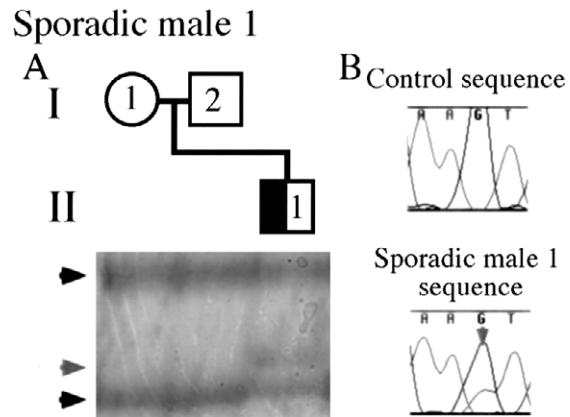 Sporadic male 1
A
I
1 2
II
1
B
Control sequence
A A G T
Sporadic male 1
sequence
A A G T